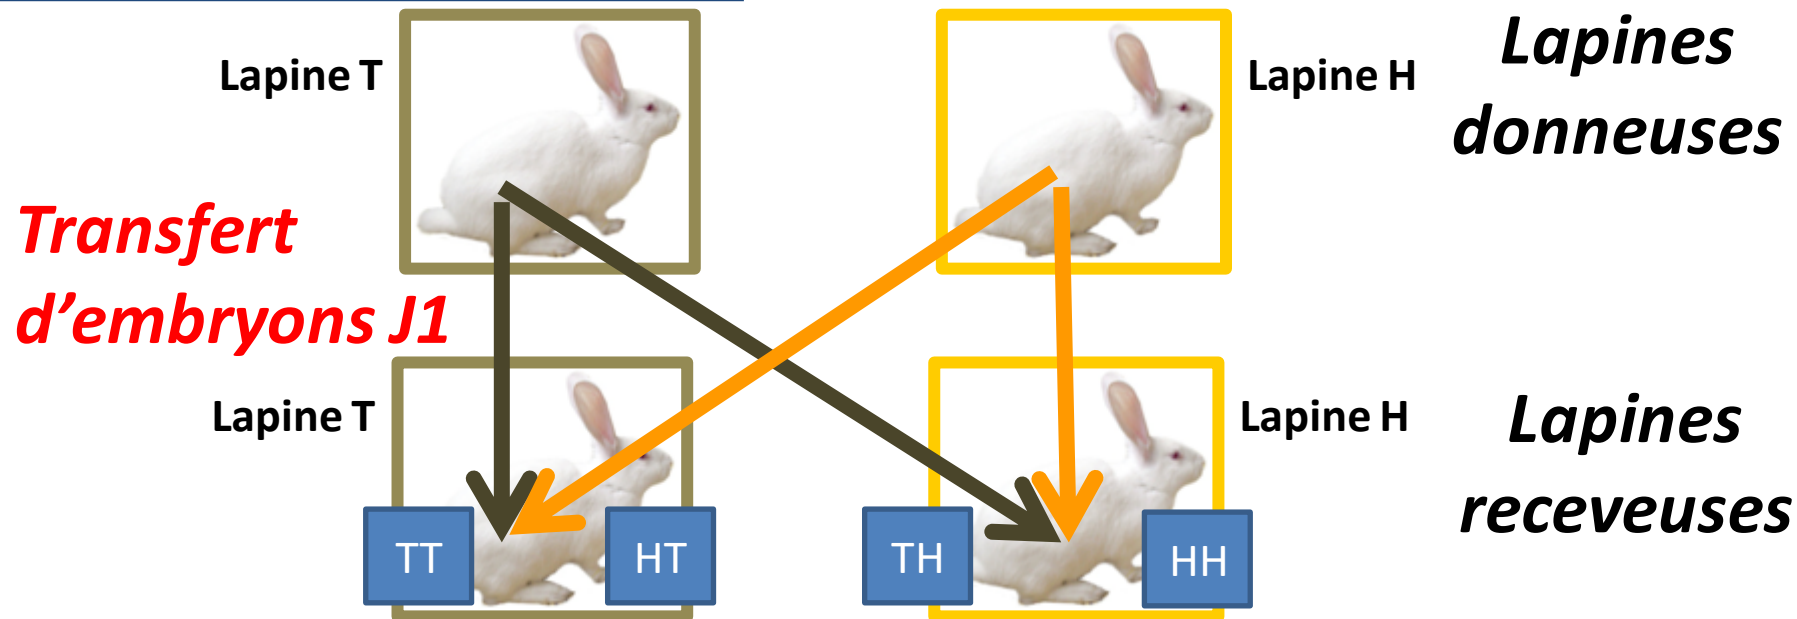 Lapine T
Lapine H
Lapines
donneuses
Transfert
d’embryons J1
Lapine T
Lapine H
Lapines
receveuses
TT
HT
TH
HH